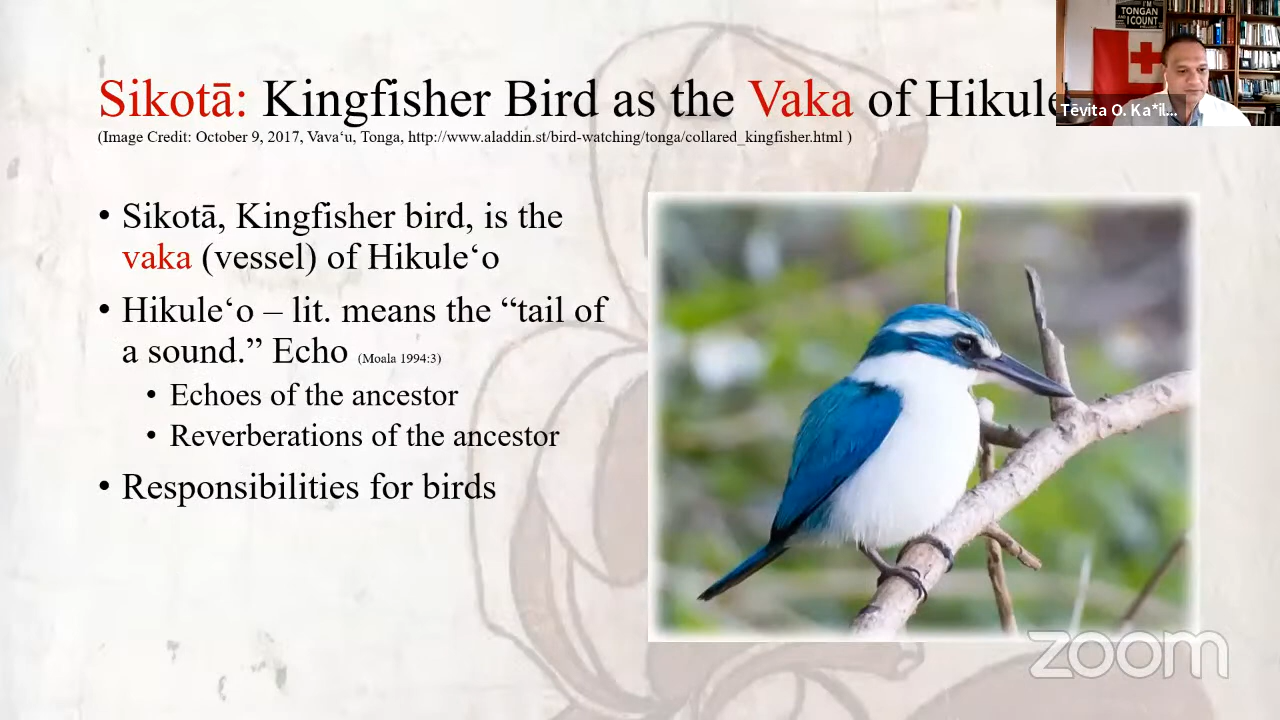 I'M
TONGAN
AND I COUNT
Sikotā: Kingfisher Bird as the Vaka of Hikule
Tēvita O. Ka*il...
(Image Credit: October 9, 2017, Vavaʻu, Tonga, http://www.aladdin.st/bird-watching/tonga/collared_kingfisher.html )
• Sikotā, Kingfisher bird, is the
vaka (vessel) of Hikuleʻo
• Hikuleʻo – lit. means the “tail of
a sound.” Echo (Moala 1994:3)
• Echoes of the ancestor
• Reverberations of the ancestor
• Responsibilities for birds
zoom